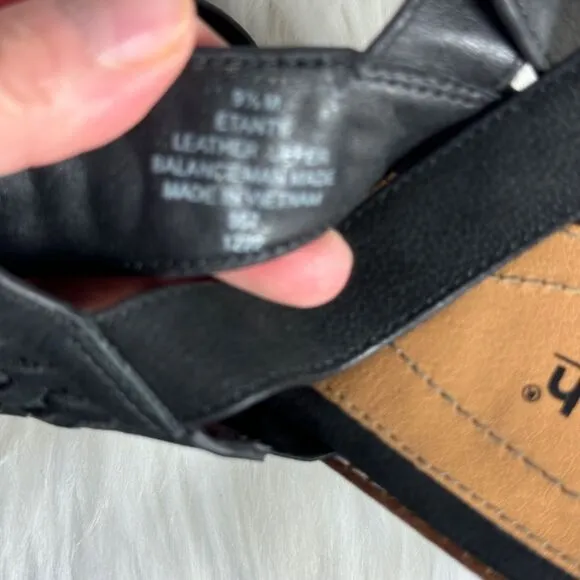 9½ M
ETANTE
LEATHER UPPER
BALANCE MAN MADE
MADE IN VIETNAM
h®